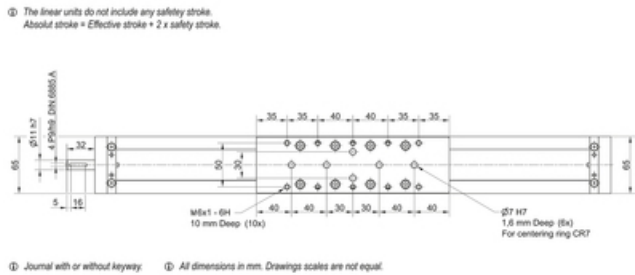 The linear units do not include any safetey stroke.
Absolut stroke = Effective stroke + 2 x safety stroke.
35 35 40 40 35 35
Ø11 h7
4 P9/h9 DIN 6885 A
32
65
50
30
65
5 16
M6x1 - 6H
10 mm Deep (10x)
40 40 30 30 40 40
Ø7 H7
1,6 mm Deep (6x)
For centering ring CR7
Journal with or without keyway.
All dimensions in mm. Drawings scales are not equal.